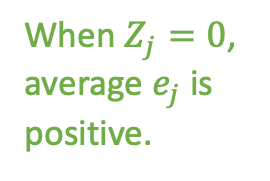 When Zⱼ = 0,
average eⱼ is
positive.